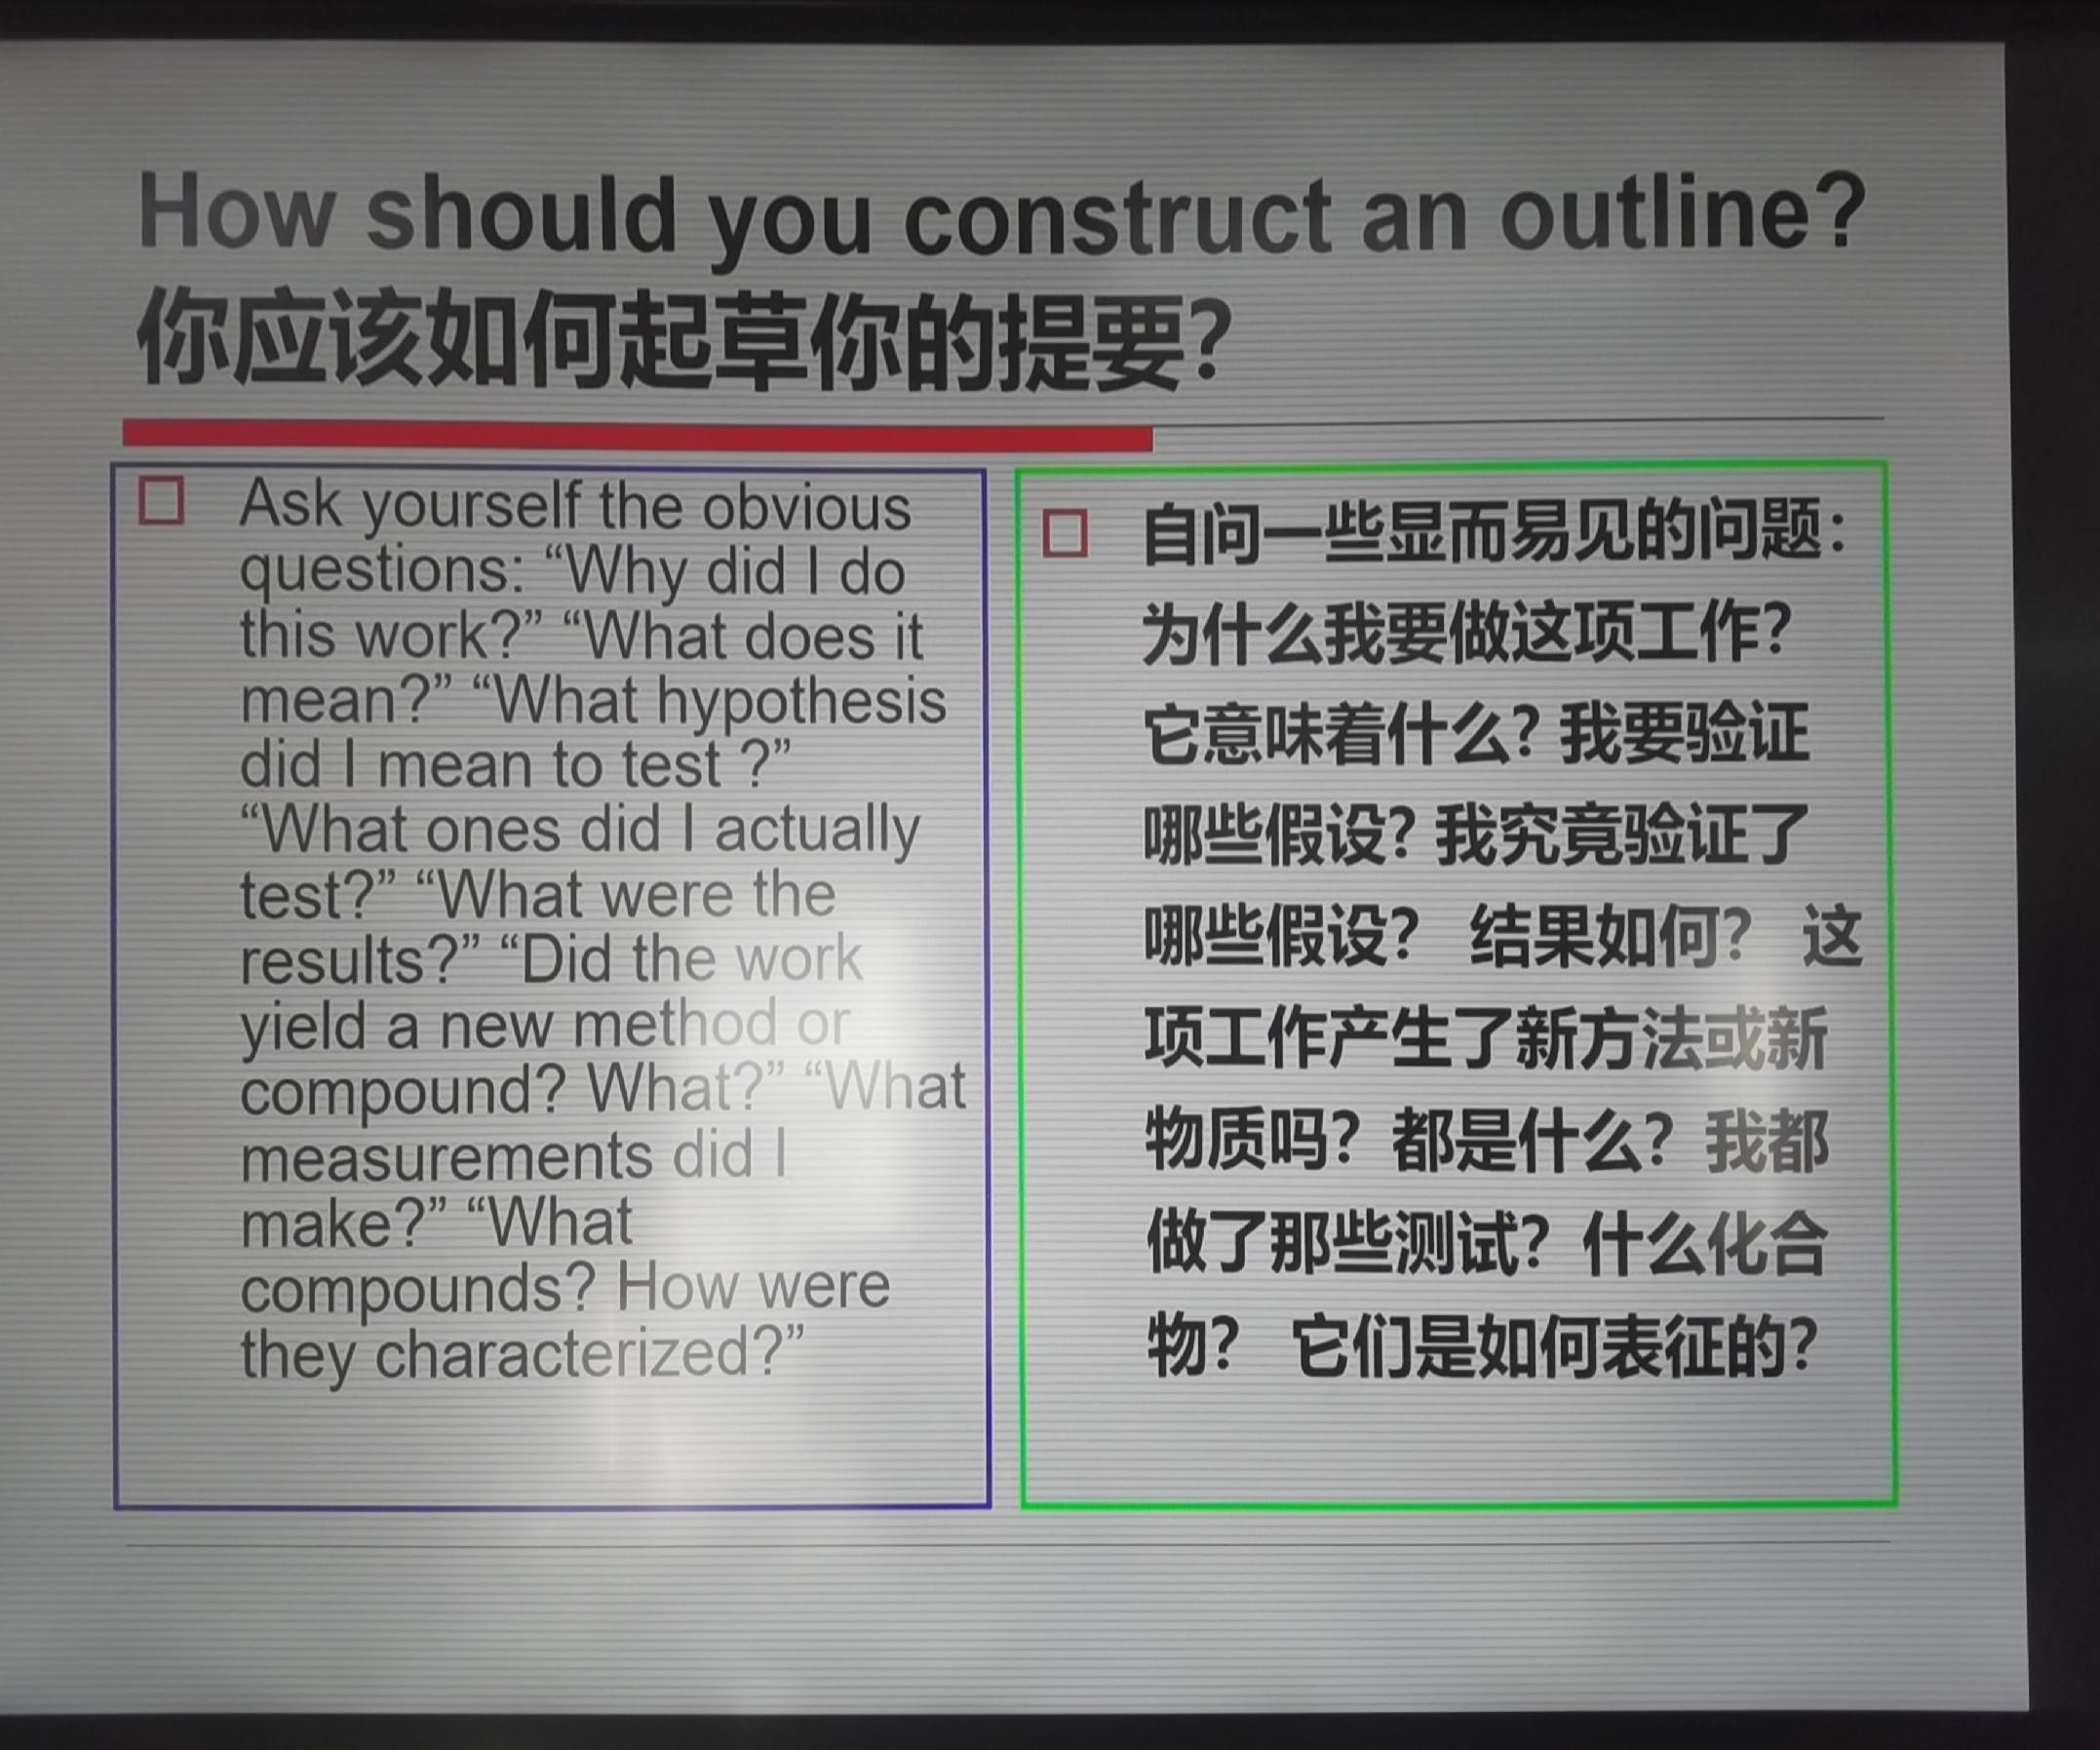 How should you construct an outline?
你应该如何起草你的提要?
Ask yourself the obvious
questions: “Why did I do
this work?” “What does it
mean?” “What hypothesis
did I mean to test ?”
“What ones did I actually
test?” “What were the
results?” “Did the work
yield a new method or
compound? What?” “What
measurements did I
make?” “What
compounds? How were
they characterized?”
自问一些显而易见的问题：
为什么我要做这项工作?
它意味着什么? 我要验证
哪些假设? 我究竟验证了
哪些假设? 结果如何? 这
项工作产生了新方法或新
物质吗? 都是什么? 我都
做了那些测试? 什么化合
物? 它们是如何表征的?